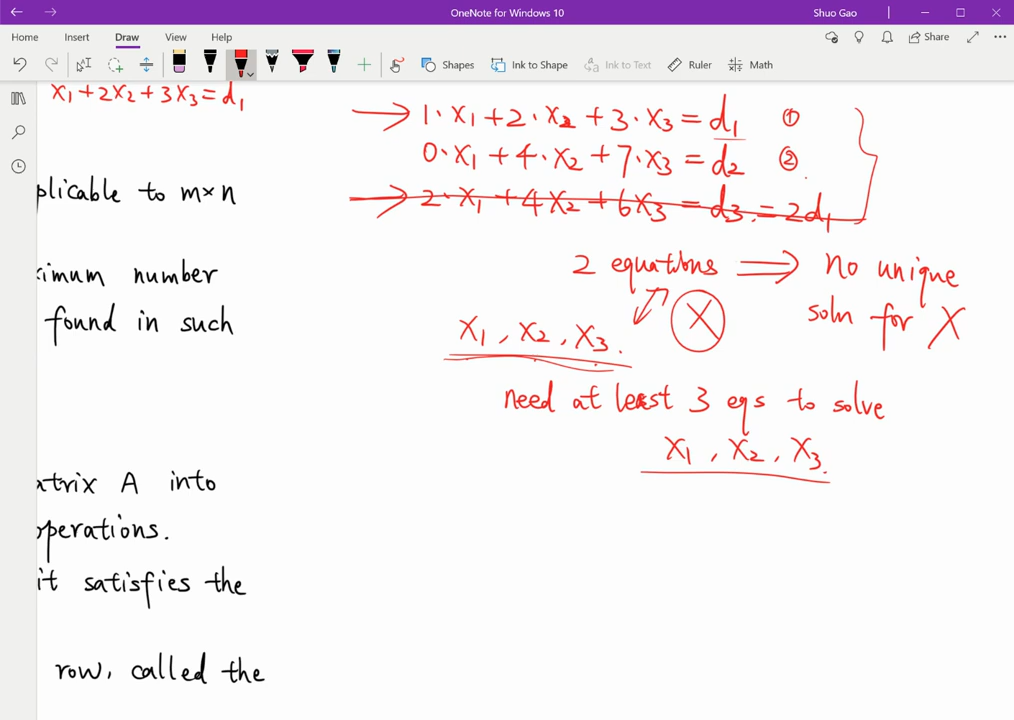 OneNote for Windows 10
Shuo Gao
Home Insert Draw View Help
Share
Shapes Ink to Shape Ink to Text Ruler Math
x₁+2x₂+3x₃=d₁
plicable to m×n
ximum number
found in such
atrix A into
operations.
it satisfies the
row, called the
1·x₁+2·x₂+3·x₃=d₁ ①
0·x₁+4·x₂+7·x₃=d₂ ②
2·x₁+4x₂+6x₃=d₃=2d₁
2 equations ⟹ no unique
soln for X
x₁, x₂, x₃.
need at least 3 eqs to solve
x₁, x₂, x₃.